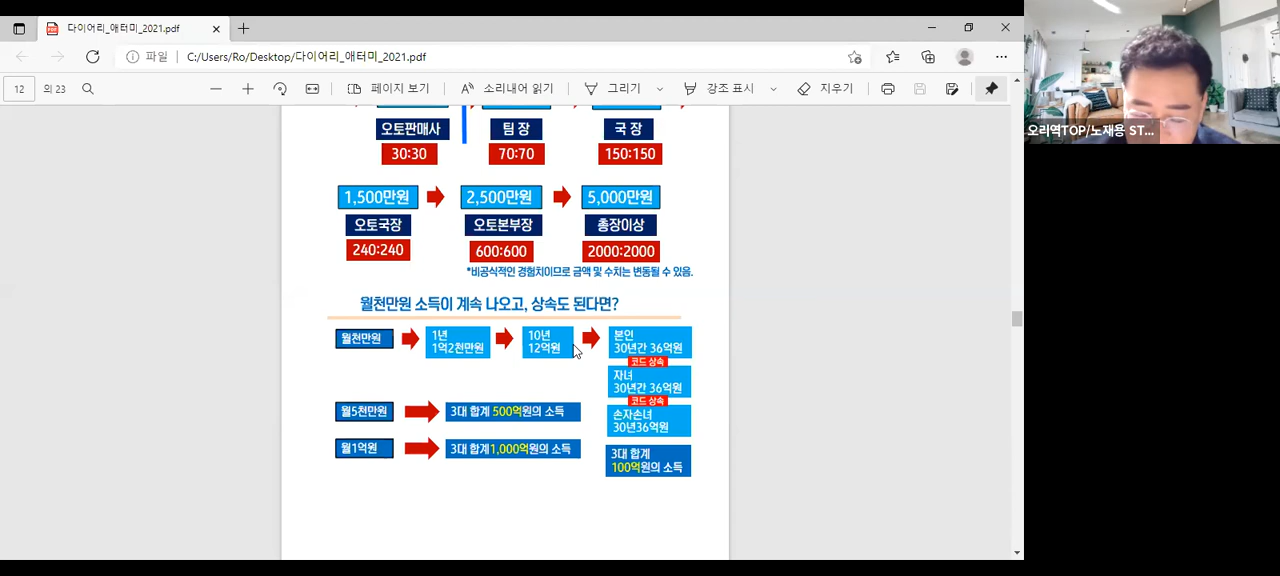 다이어리_애터미_2021.pdf
파일 C:/Users/Ro/Desktop/다이어리_애터미_2021.pdf
12 의 23 페이지 보기 소리내어 읽기 그리기 강조 표시 지우기
오토판매사 팀 장 국 장
30:30 70:70 150:150
1,500만원 2,500만원 5,000만원
오토국장 오토본부장 총장이상
240:240 600:600 2000:2000
*비공식적인 경험치이므로 금액 및 수치는 변동될 수 있음.
월천만원 소득이 계속 나오고, 상속도 된다면?
월천만원
1년
1억2천만원
10년
12억원
본인
30년간 36억원
코드 상속
자녀
30년간 36억원
코드 상속
손자손녀
30년36억원
3대 합계
100억원의 소득
월5천만원 3대 합계 500억원의 소득
월1억원 3대 합계1,000억원의 소득
오리역TOP/노재용 ST...